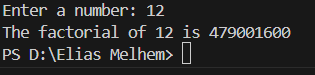 Enter a number: 12
The factorial of 12 is 479001600
PS D:\Elias Melhem>